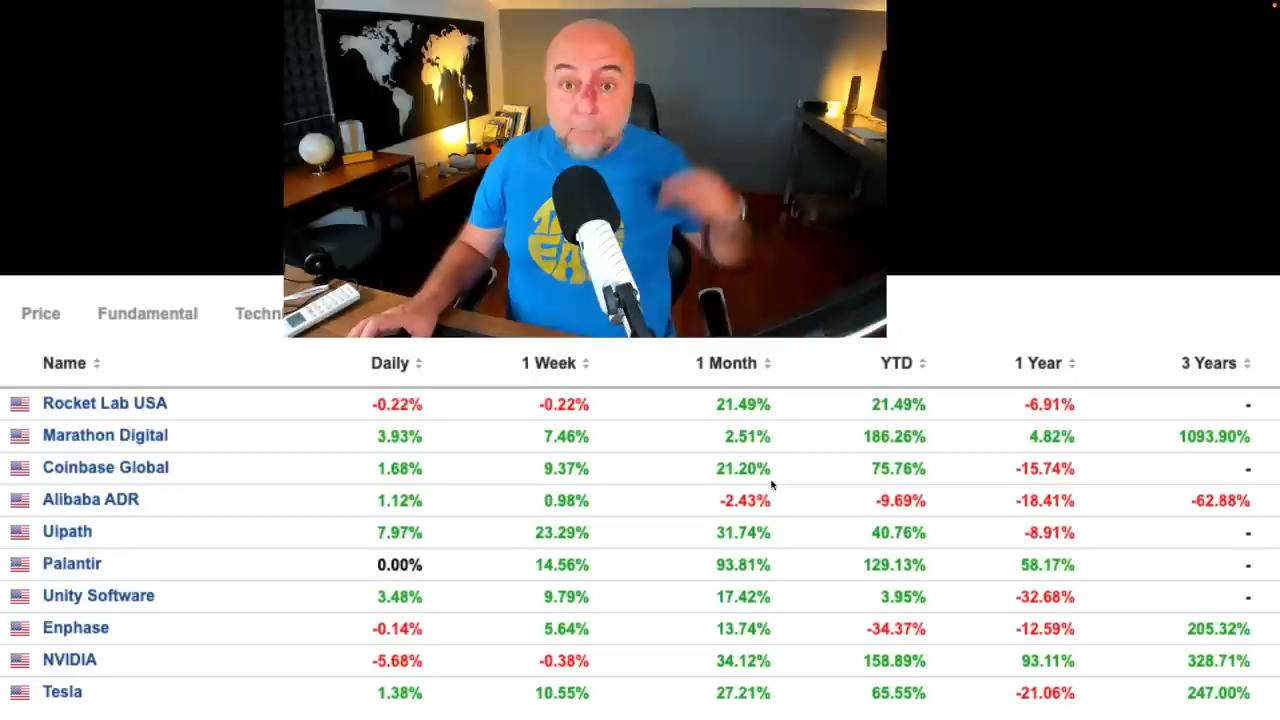 Price Fundamental
Name Daily 1 Week 1 Month YTD 1 Year 3 Years
Rocket Lab USA -0.22% -0.22% 21.49% 21.49% -6.91% -
Marathon Digital 3.93% 7.46% 2.51% 186.26% 4.82% 1093.90%
Coinbase Global 1.68% 9.37% 21.20% 75.76% -15.74% -
Alibaba ADR 1.12% 0.98% -2.43% -9.69% -18.41% -62.88%
Uipath 7.97% 23.29% 31.74% 40.76% -8.91% -
Palantir 0.00% 14.56% 93.81% 129.13% 58.17% -
Unity Software 3.48% 9.79% 17.42% 3.95% -32.68% -
Enphase -0.14% 5.64% 13.74% -34.37% -12.59% 205.32%
NVIDIA -5.68% -0.38% 34.12% 158.89% 93.11% 328.71%
Tesla 1.38% 10.55% 27.21% 65.55% -21.06% 247.00%